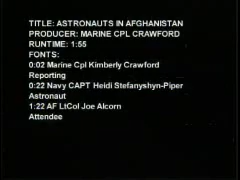 TITLE: ASTRONAUTS IN AFGHANISTAN
PRODUCER: MARINE CPL CRAWFORD
RUNTIME: 1:55
FONTS:
0:02 Marine Cpl Kimberly Crawford
Reporting
0:22 Navy CAPT Heidi Stefanyshyn-Piper
Astronaut
1:22 AF LtCol Joe Alcorn
Attendee